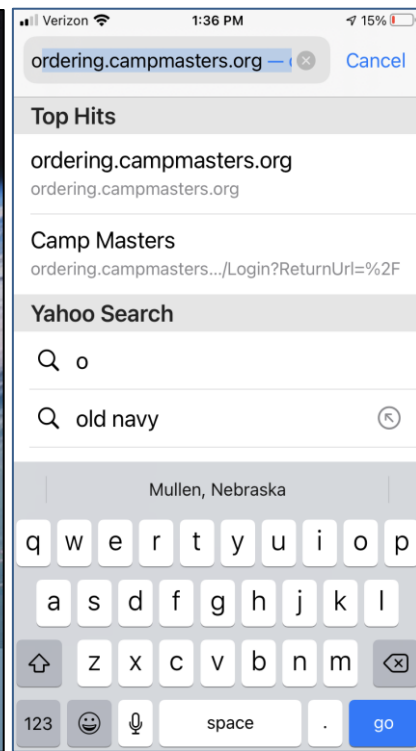 Verizon 1:36 PM 15%
ordering.campmasters.org —
Cancel
Top Hits
ordering.campmasters.org
ordering.campmasters.org
Camp Masters
ordering.campmasters.../Login?ReturnUrl=%2F
Yahoo Search
o
old navy
Mullen, Nebraska
q w e r t y u i o p
a s d f g h j k l
z x c v b n m
123 space . go